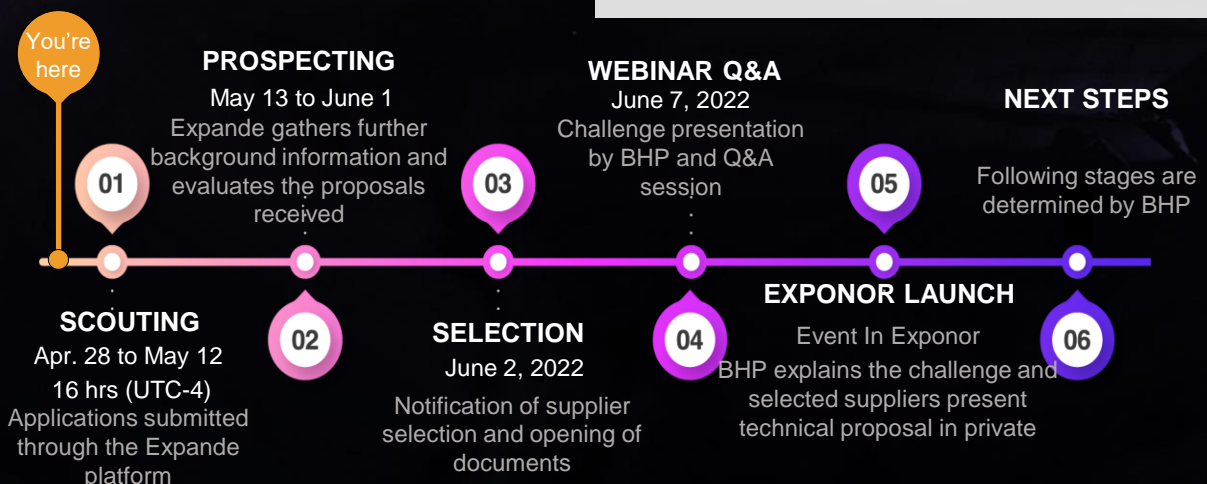 You're
here
01
SCOUTING
Apr. 28 to May 12
16 hrs (UTC-4)
Applications submitted
through the Expande
platform
PROSPECTING
May 13 to June 1
Expande gathers further
background information and
evaluates the proposals
received
02
03
SELECTION
June 2, 2022
Notification of supplier
selection and opening of
documents
WEBINAR Q&A
June 7, 2022
Challenge presentation
by BHP and Q&A
session
04
05
EXPONOR LAUNCH
Event In Exponor
BHP explains the challenge and
selected suppliers present
technical proposal in private
NEXT STEPS
Following stages are
determined by BHP
06